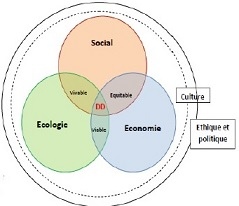 Social
Vivable
Equitable
DD
Culture
Ecologie
Viable
Economie
Ethique et
politique